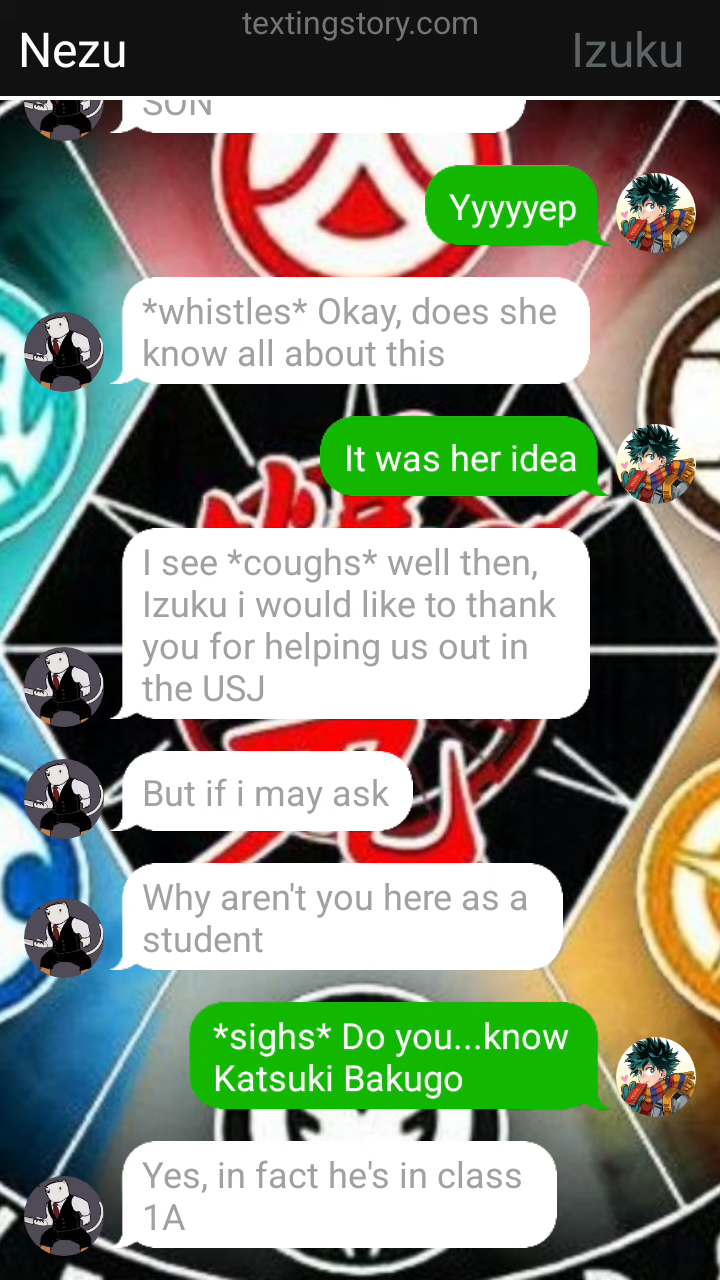 textingstory.com
Nezu
Izuku
SON
Yyyyyep
*whistles* Okay, does she
know all about this
It was her idea
I see *coughs* well then,
Izuku i would like to thank
you for helping us out in
the USJ
But if i may ask
Why aren't you here as a
student
*sighs* Do you...know
Katsuki Bakugo
Yes, in fact he's in class
1A